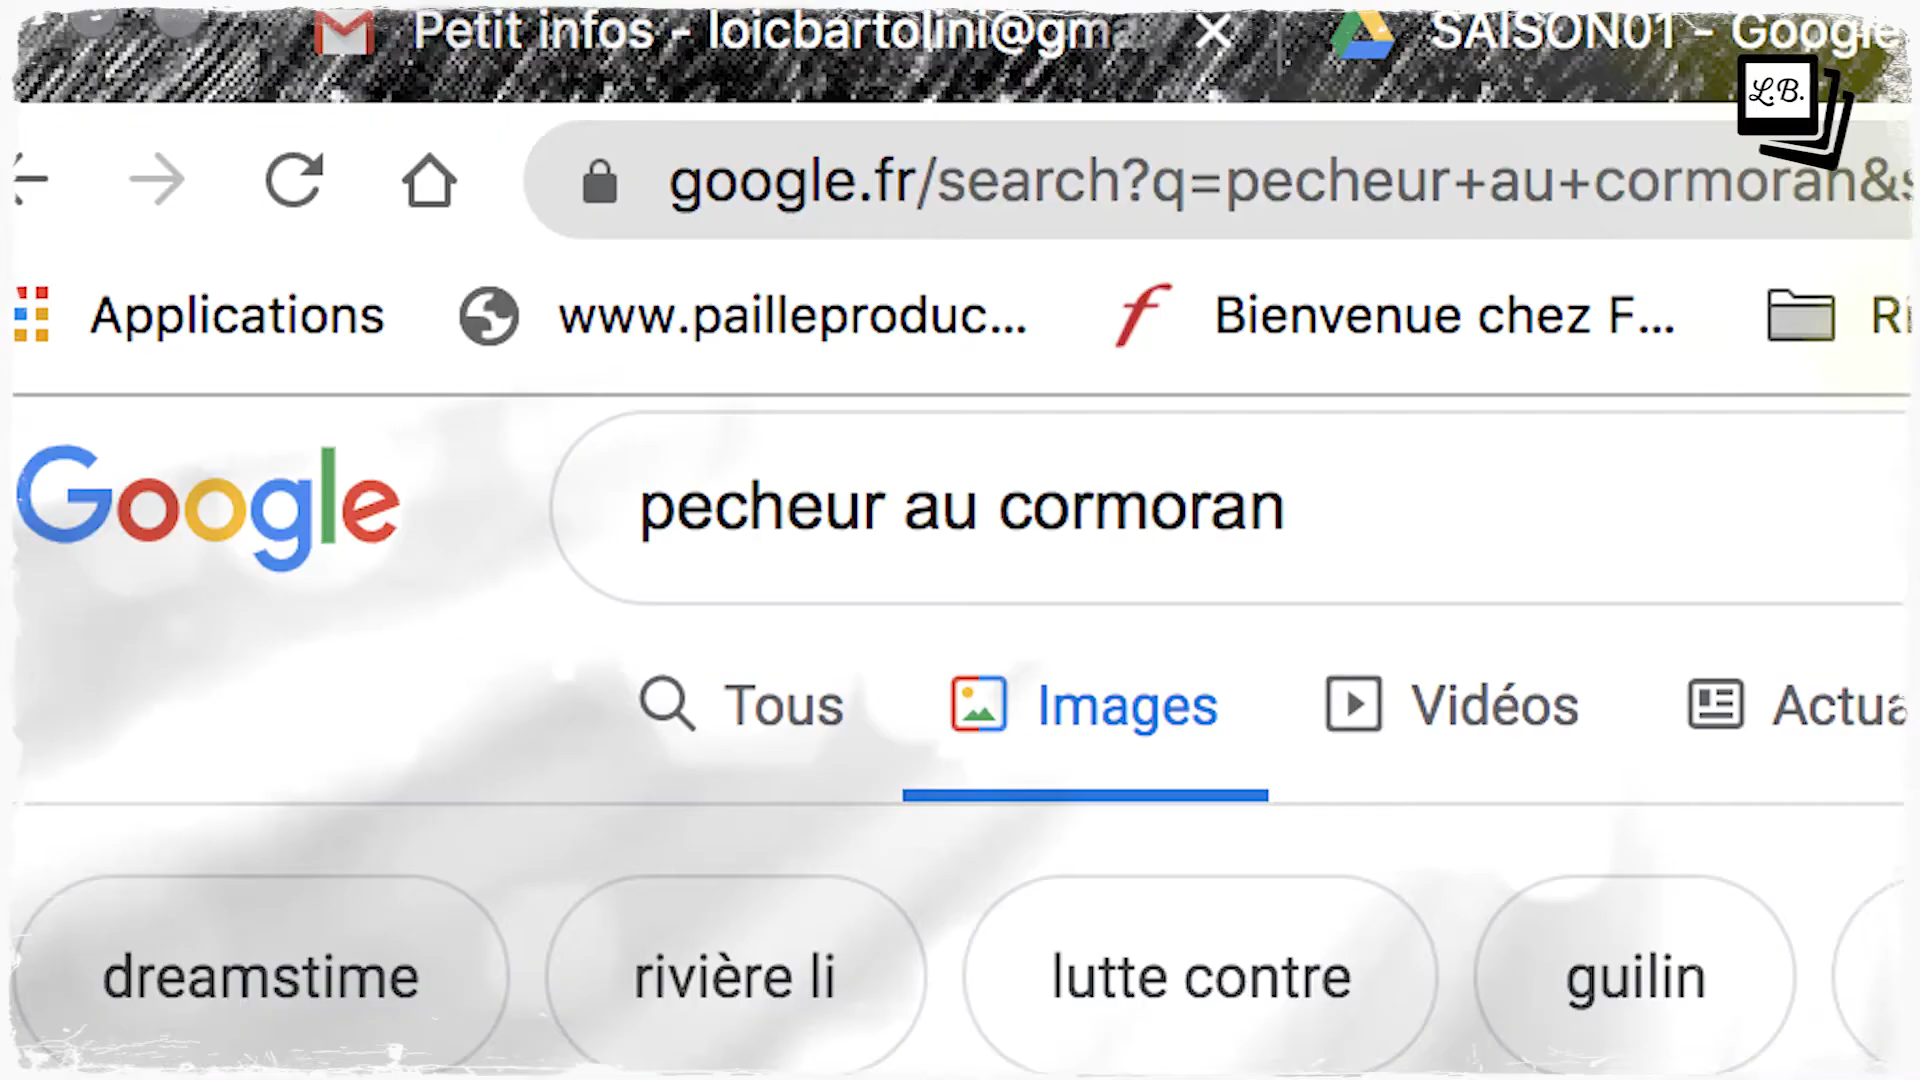 Petit infos - loicbartolini@gm
SAISON01 - Google
L.B.
google.fr/search?q=pecheur+au+cormoran&s
Applications
www.pailleproduc...
Bienvenue chez F...
Google
pecheur au cormoran
Tous
Images
Vidéos
Actua
dreamstime
rivière li
lutte contre
guilin